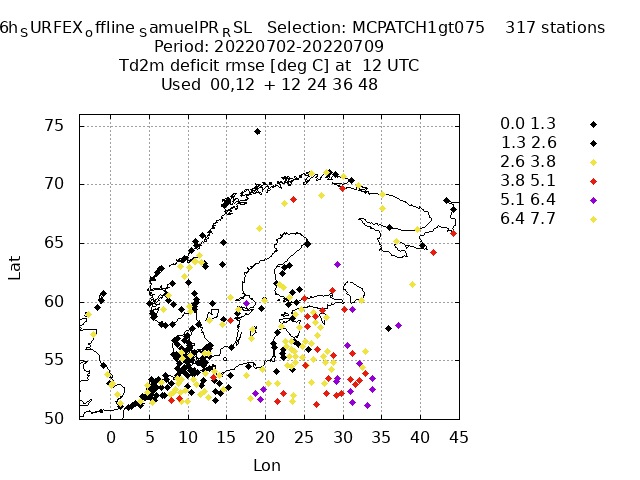 6h_SURFEX_offline_SamuelPR_RSL Selection: MCPATCH1gt075 317 stations
Period: 20220702-20220709
Td2m deficit rmse [deg C] at 12 UTC
Used 00,12 + 12 24 36 48
75
70
65
60
55
50
0 5 10 15 20 25 30 35 40 45
Lat
Lon
0.0 1.3
1.3 2.6
2.6 3.8
3.8 5.1
5.1 6.4
6.4 7.7